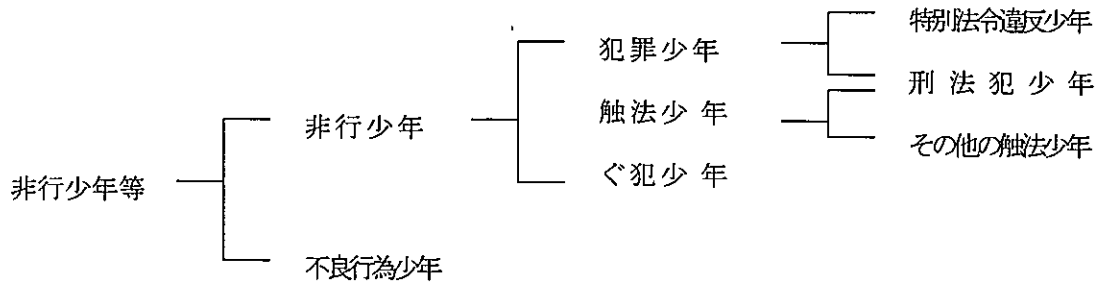 特別法令違反少年
犯罪少年
刑法犯少年
触法少年
非行少年
その他の触法少年
ぐ犯少年
非行少年等
不良行為少年